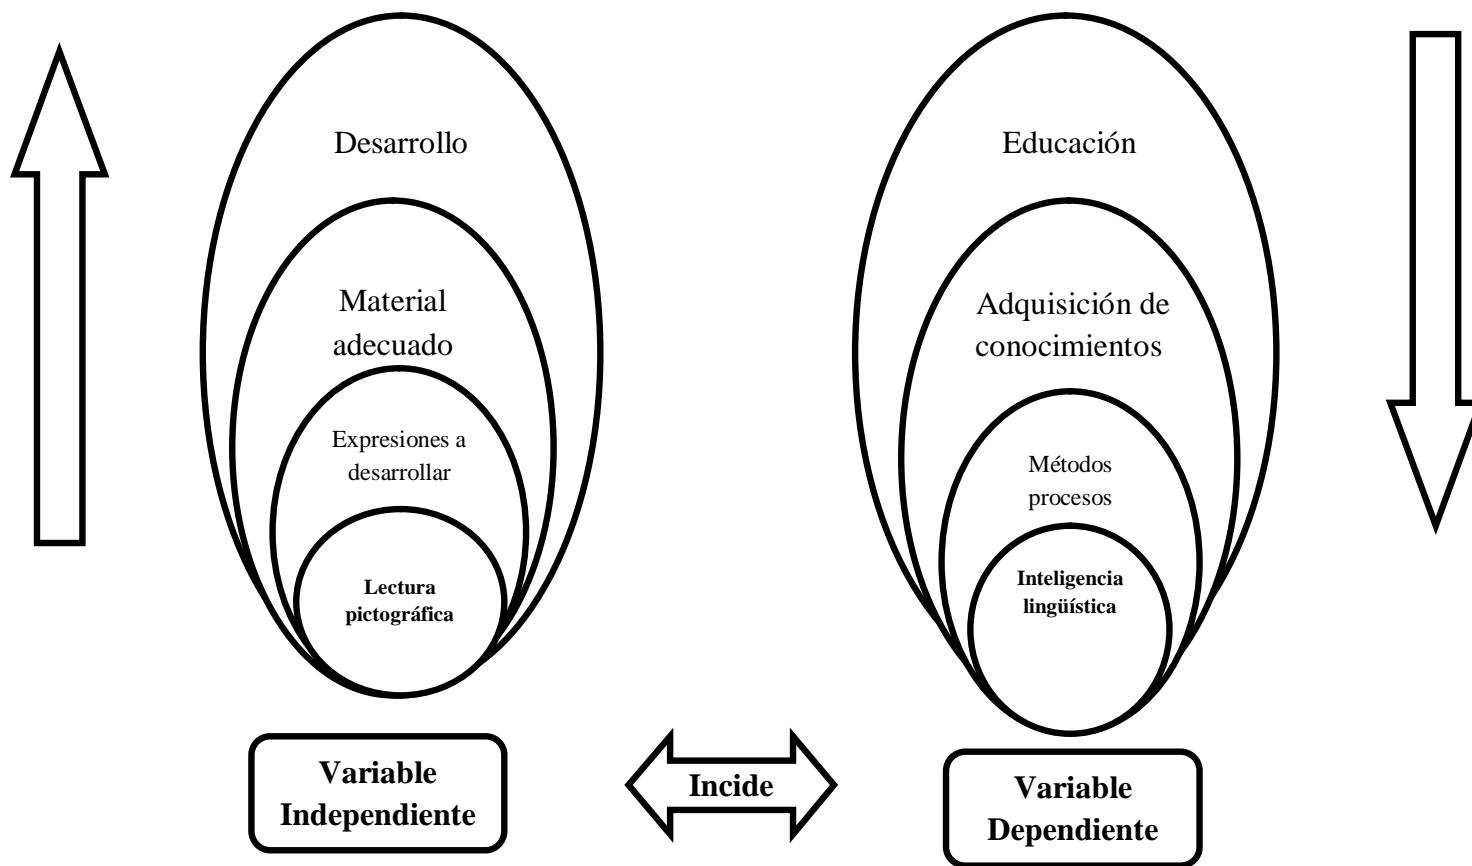 Desarrollo
Material
adecuado
Expresiones a
desarrollar
Lectura
pictográfica
Variable
Independiente
Incide
Educación
Adquisición de
conocimientos
Métodos
procesos
Inteligencia
lingüística
Variable
Dependiente